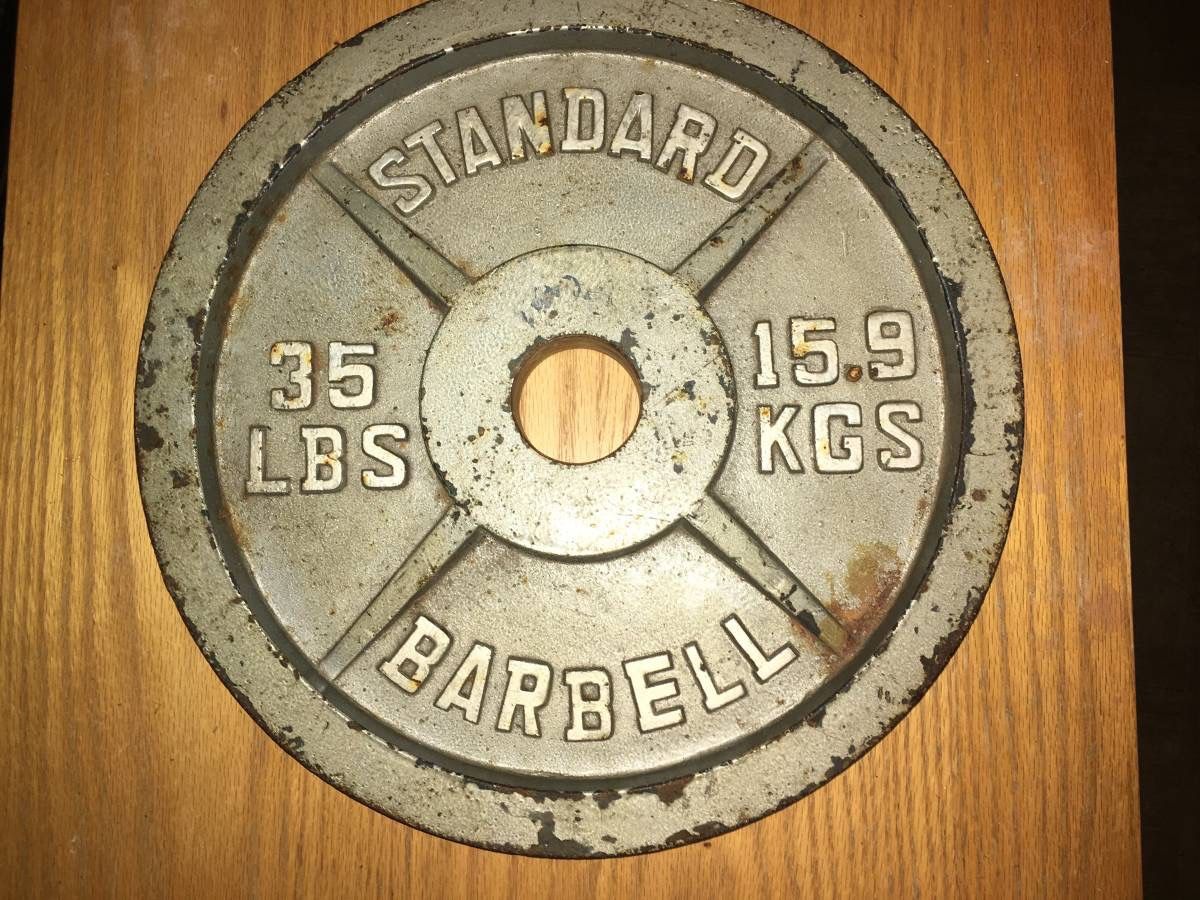 STANDARD
35
LBS
15.9
KGS
BARBELL